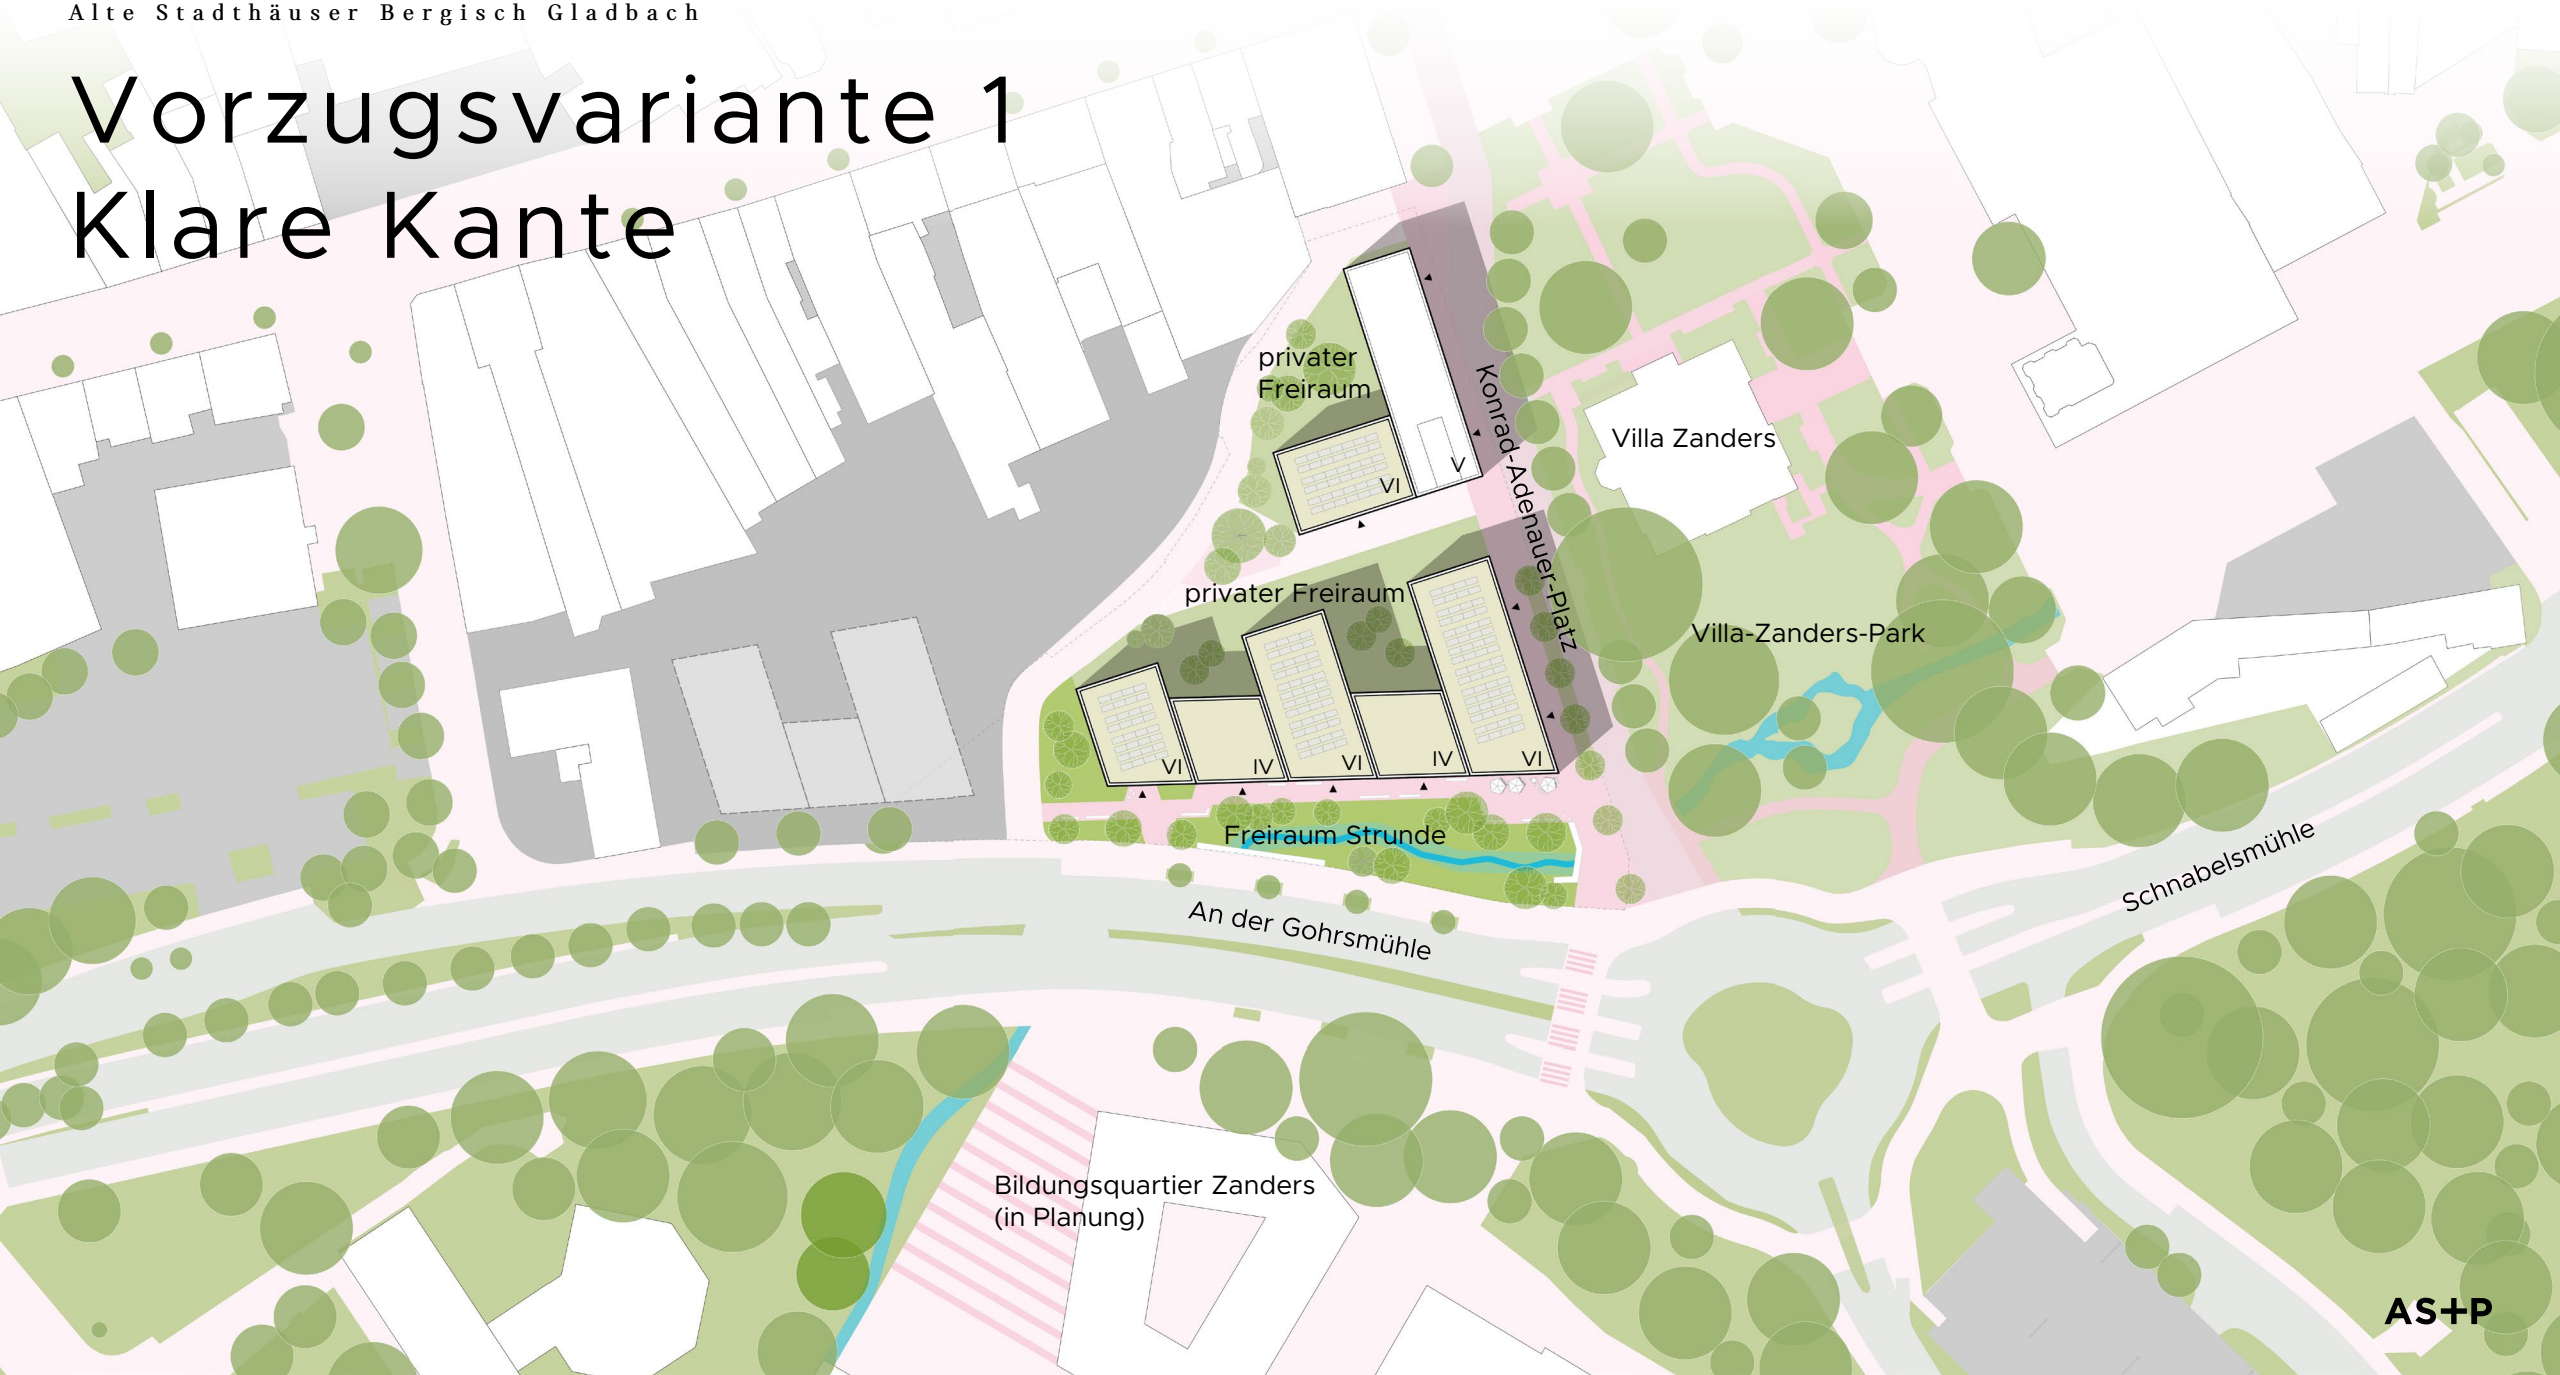 Alte Stadthäuser Bergisch Gladbach
Vorzugsvariante 1
Klare Kante
privater
Freiraum
Konrad-Adenauer-Platz
Villa Zanders
V
VI
privater Freiraum
Villa-Zanders-Park
VI
IV
VI
IV
VI
Freiraum Strunde
An der Gohrsmühle
Schnabelsmühle
Bildungsquartier Zanders
(in Planung)
AS+P